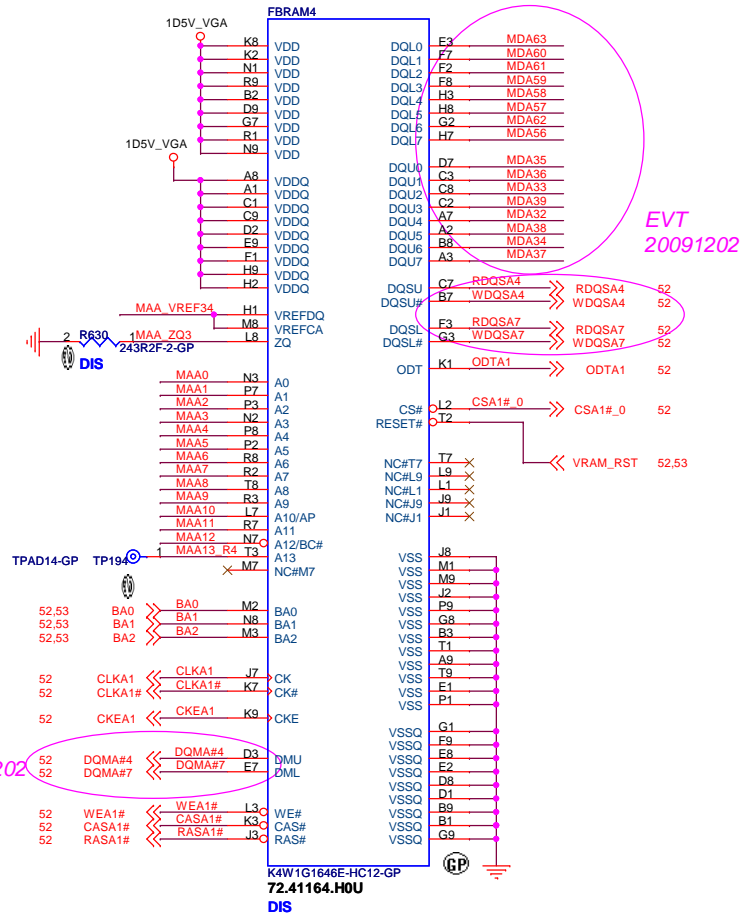 FBRAM4
1D5V_VGA
K8 VDD
K2 VDD
N1 VDD
R9 VDD
B2 VDD
D9 VDD
G7 VDD
R1 VDD
N9 VDD
1D5V_VGA
A8 VDDQ
A1 VDDQ
C1 VDDQ
C9 VDDQ
D2 VDDQ
E9 VDDQ
F1 VDDQ
H9 VDDQ
H2 VDDQ
MAA_VREF34 H1 VREFDQ
M8 VREFCA
2 R630 1 MAA_ZQ3 L8 ZQ
243R2F-2-GP
DIS
MAA0 N3 A0
MAA1 P7 A1
MAA2 P3 A2
MAA3 N2 A3
MAA4 P8 A4
MAA5 P2 A5
MAA6 R8 A6
MAA7 R2 A7
MAA8 T8 A8
MAA9 R3 A9
MAA10 L7 A10/AP
MAA11 R7 A11
MAA12 N7 A12/BC#
TPAD14-GP TP194 1 MAA13_R4 T3 A13
M7 NC#M7
52,53 BA0 BA0 M2 BA0
52,53 BA1 BA1 N8 BA1
52,53 BA2 BA2 M3 BA2
52 CLKA1 CLKA1 J7 CK
52 CLKA1# CLKA1# K7 CK#
52 CKEA1 CKEA1 K9 CKE
202
52 DQMA#4 DQMA#4 D3 DMU
52 DQMA#7 DQMA#7 E7 DML
52 WEA1# WEA1# L3 WE#
52 CASA1# CASA1# K3 CAS#
52 RASA1# RASA1# J3 RAS#
DQL0 E3 MDA63
DQL1 F7 MDA60
DQL2 F2 MDA61
DQL3 F8 MDA59
DQL4 H3 MDA58
DQL5 H8 MDA57
DQL6 G2 MDA62
DQL7 H7 MDA56
DQU0 D7 MDA35
DQU1 C3 MDA36
DQU2 C8 MDA33
DQU3 C2 MDA39
DQU4 A7 MDA32
DQU5 A2 MDA38
DQU6 B8 MDA34
DQU7 A3 MDA37
EVT
20091202
DQSU C7 RDQSA4 RDQSA4 52
DQSU# B7 WDQSA4 WDQSA4 52
DQSL F3 RDQSA7 RDQSA7 52
DQSL# G3 WDQSA7 WDQSA7 52
ODT K1 ODTA1 ODTA1 52
CS# L2 CSA1#_0 CSA1#_0 52
RESET# T2
VRAM_RST 52,53
NC#T7 T7
NC#L9 L9
NC#L1 L1
NC#J9 J9
NC#J1 J1
VSS J8
VSS M1
VSS M9
VSS J2
VSS P9
VSS G8
VSS B3
VSS T1
VSS A9
VSS T9
VSS E1
VSS P1
VSSQ G1
VSSQ F9
VSSQ E8
VSSQ E2
VSSQ D8
VSSQ D1
VSSQ B9
VSSQ B1
VSSQ G9
GP
K4W1G1646E-HC12-GP
72.41164.H0U
DIS